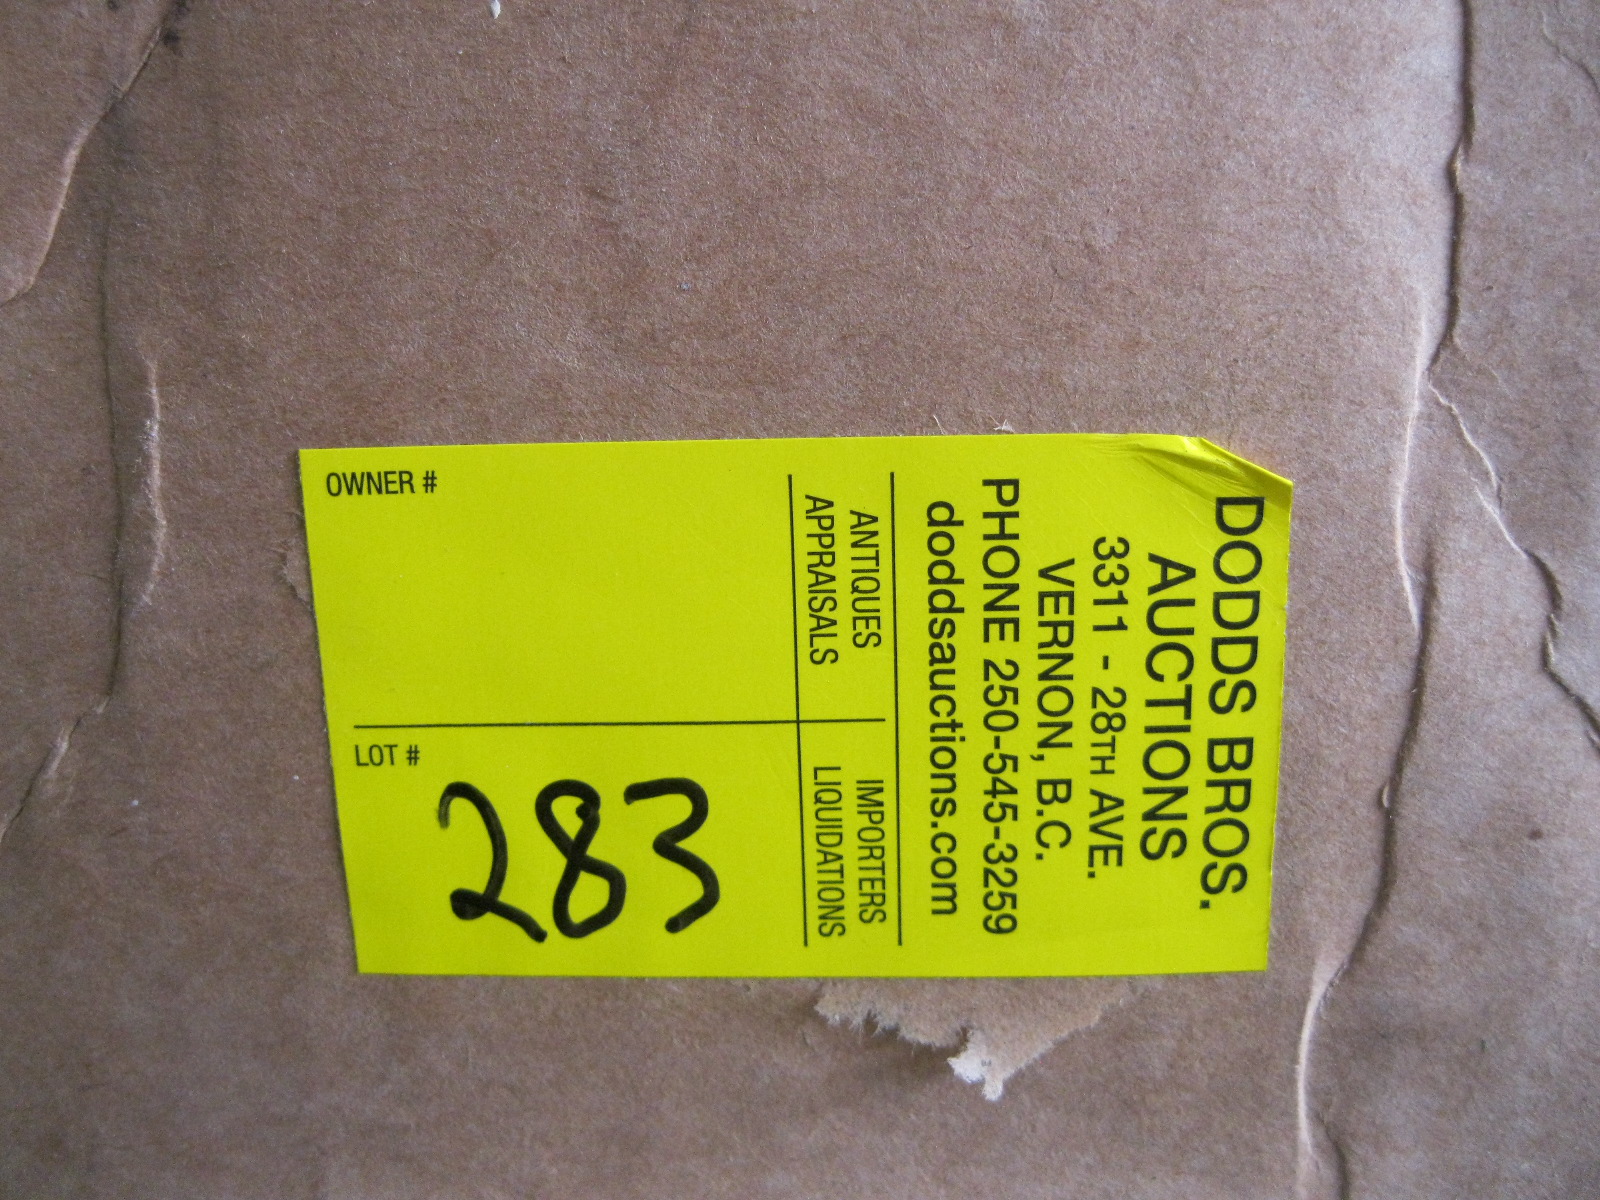 DODDS BROS.
AUCTIONS
3311 - 28TH AVE.
VERNON, B.C.
PHONE 250-545-3259
doddsauctions.com
ANTIQUES
APPRAISALS
IMPORTERS
LIQUIDATIONS
OWNER #
LOT #
283